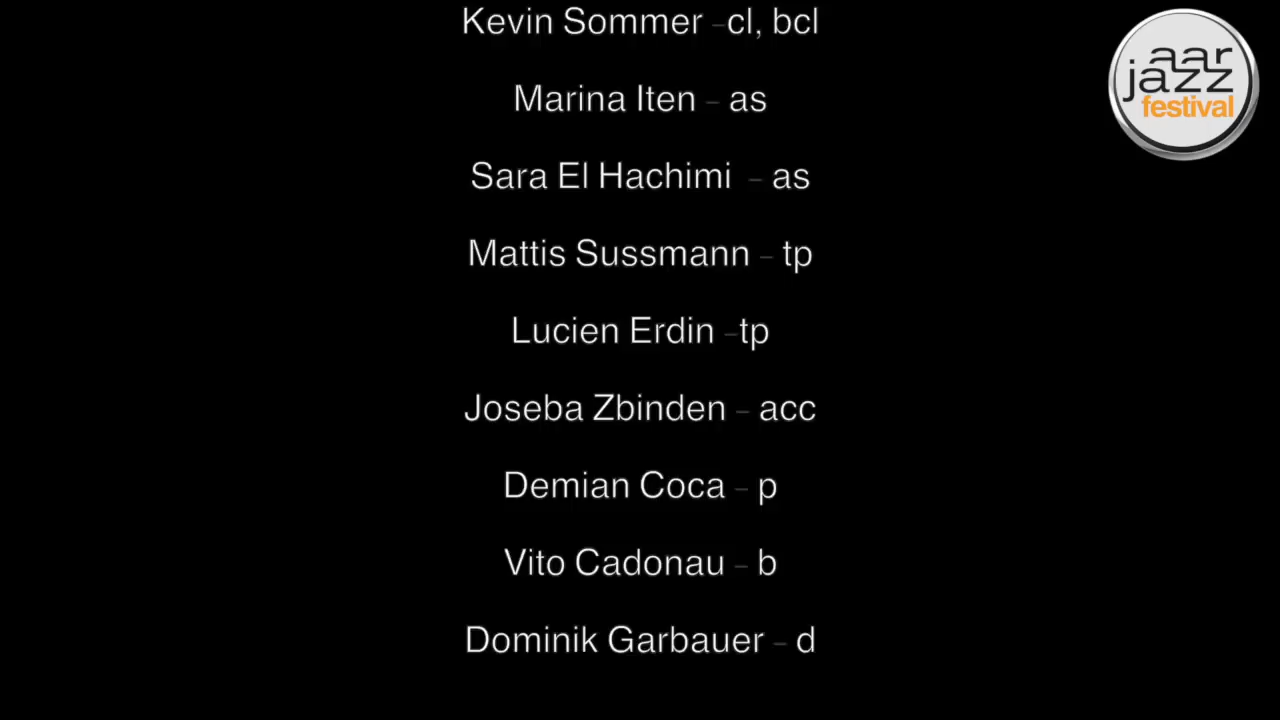 Kevin Sommer –cl, bcl
Marina Iten – as
Sara El Hachimi – as
Mattis Sussmann – tp
Lucien Erdin –tp
Joseba Zbinden – acc
Demian Coca – p
Vito Cadonau – b
Dominik Garbauer – d
aar
jazz
festival